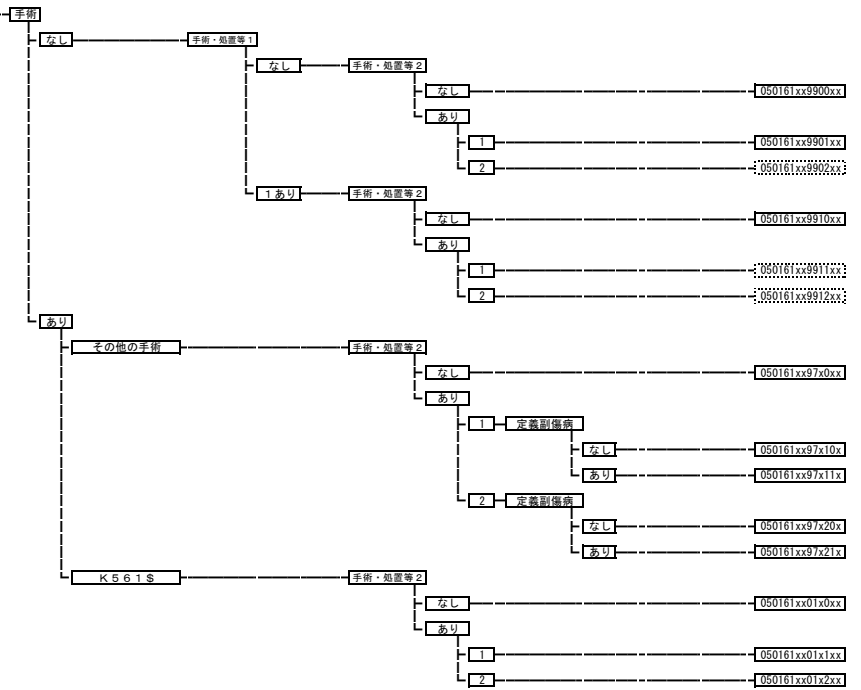 手術
なし 手術・処置等1
なし 手術・処置等2
なし 050161xx9900xx
あり
1 050161xx9901xx
2 050161xx9902xx
1あり 手術・処置等2
なし 050161xx9910xx
あり
1 050161xx9911xx
2 050161xx9912xx
あり
その他の手術 手術・処置等2
なし 050161xx97x0xx
あり
1 定義副傷病
なし 050161xx97x10x
あり 050161xx97x11x
2 定義副傷病
なし 050161xx97x20x
あり 050161xx97x21x
K561$ 手術・処置等2
なし 050161xx01x0xx
あり
1 050161xx01x1xx
2 050161xx01x2xx